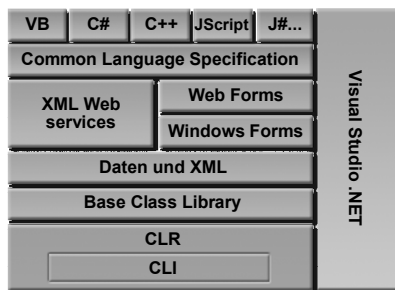 VB C# C++ JScript J#...
Common Language Specification
XML Web
services
Web Forms
Windows Forms
Daten und XML
Base Class Library
CLR
CLI
Visual Studio .NET